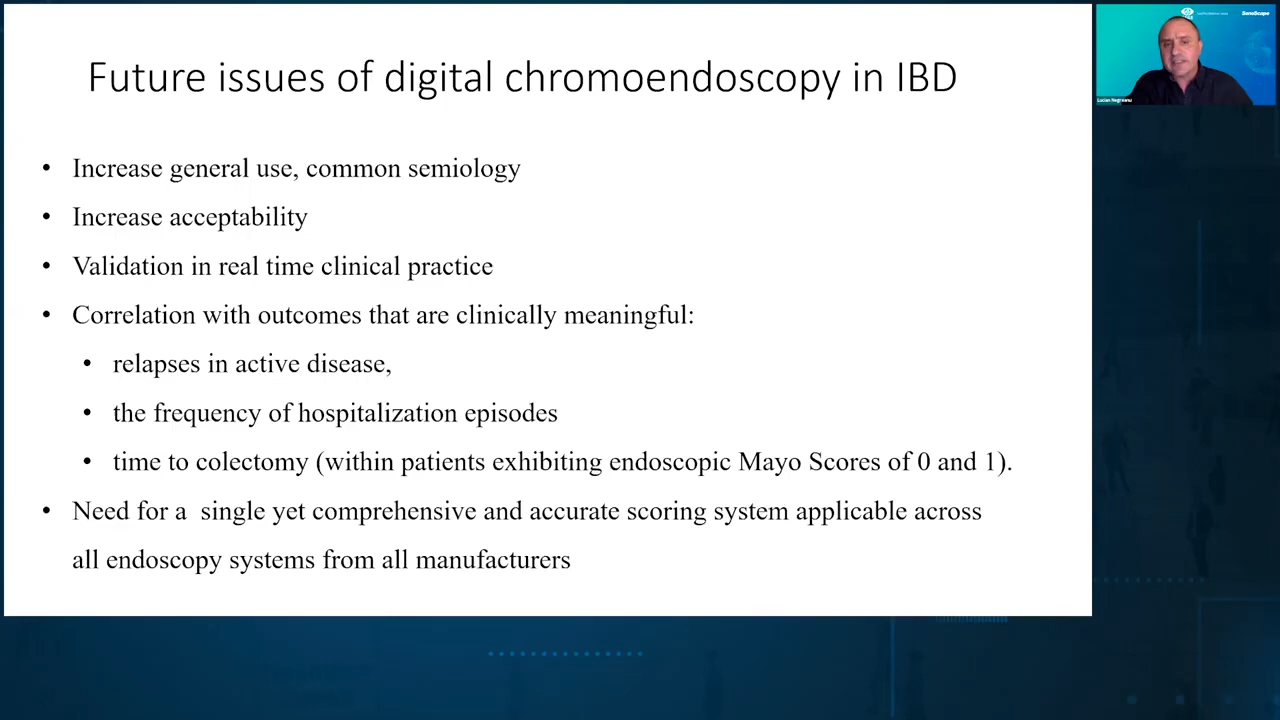 SonoScape
Future issues of digital chromoendoscopy in IBD
Lucian Negreanu
• Increase general use, common semiology
• Increase acceptability
• Validation in real time clinical practice
• Correlation with outcomes that are clinically meaningful:
• relapses in active disease,
• the frequency of hospitalization episodes
• time to colectomy (within patients exhibiting endoscopic Mayo Scores of 0 and 1).
• Need for a single yet comprehensive and accurate scoring system applicable across
all endoscopy systems from all manufacturers